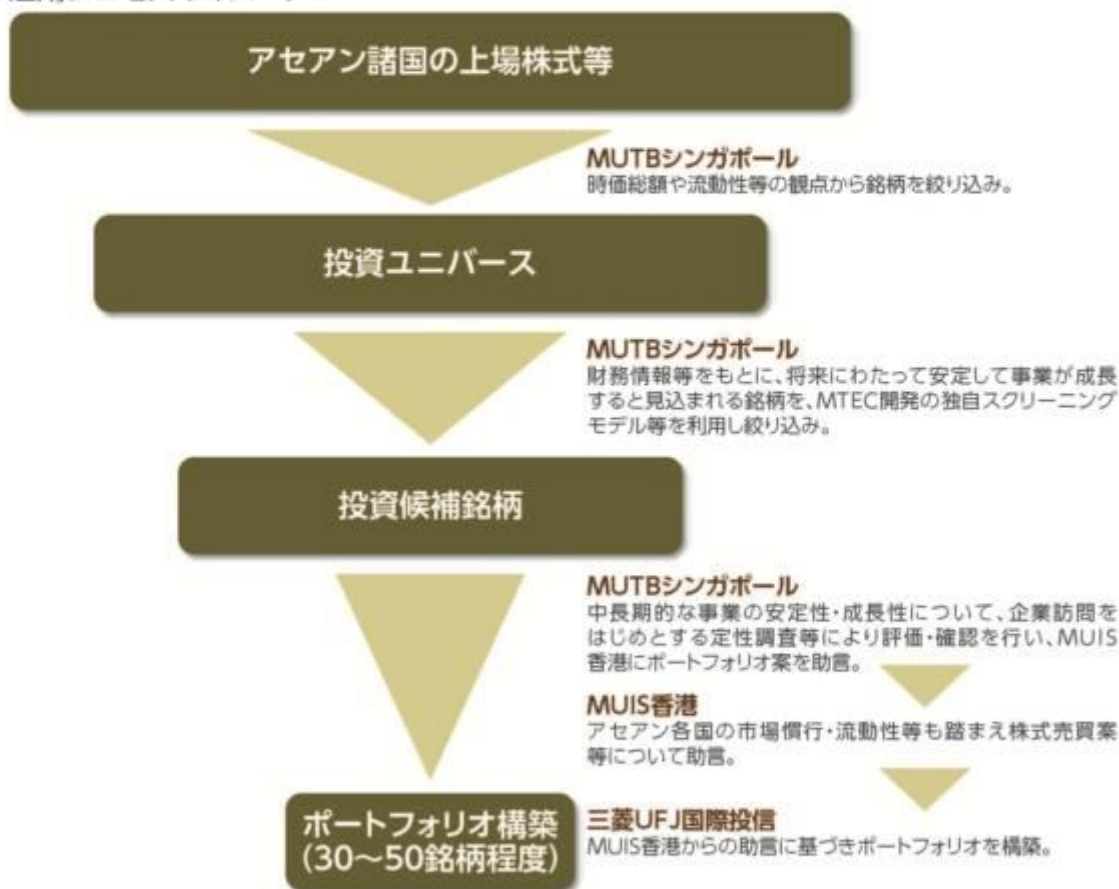 アセアン諸国の上場株式等
MUTBシンガポール
時価総額や流動性等の観点から銘柄を絞り込み。
投資ユニバース
MUTBシンガポール
財務情報等をもとに、将来にわたって安定して事業が成長
すると見込まれる銘柄を、MTEC開発の独自スクリーニング
モデル等を利用し絞り込み。
投資候補銘柄
MUTBシンガポール
中長期的な事業の安定性・成長性について、企業訪問を
はじめとする定性調査等により評価・確認を行い、MUIS
香港にポートフォリオ案を助言。
MUIS香港
アセアン各国の市場慣行・流動性等も踏まえ株式売買案
等について助言。
ポートフォリオ構築
(30～50銘柄程度)
三菱UFJ国際投信
MUIS香港からの助言に基づきポートフォリオを構築。